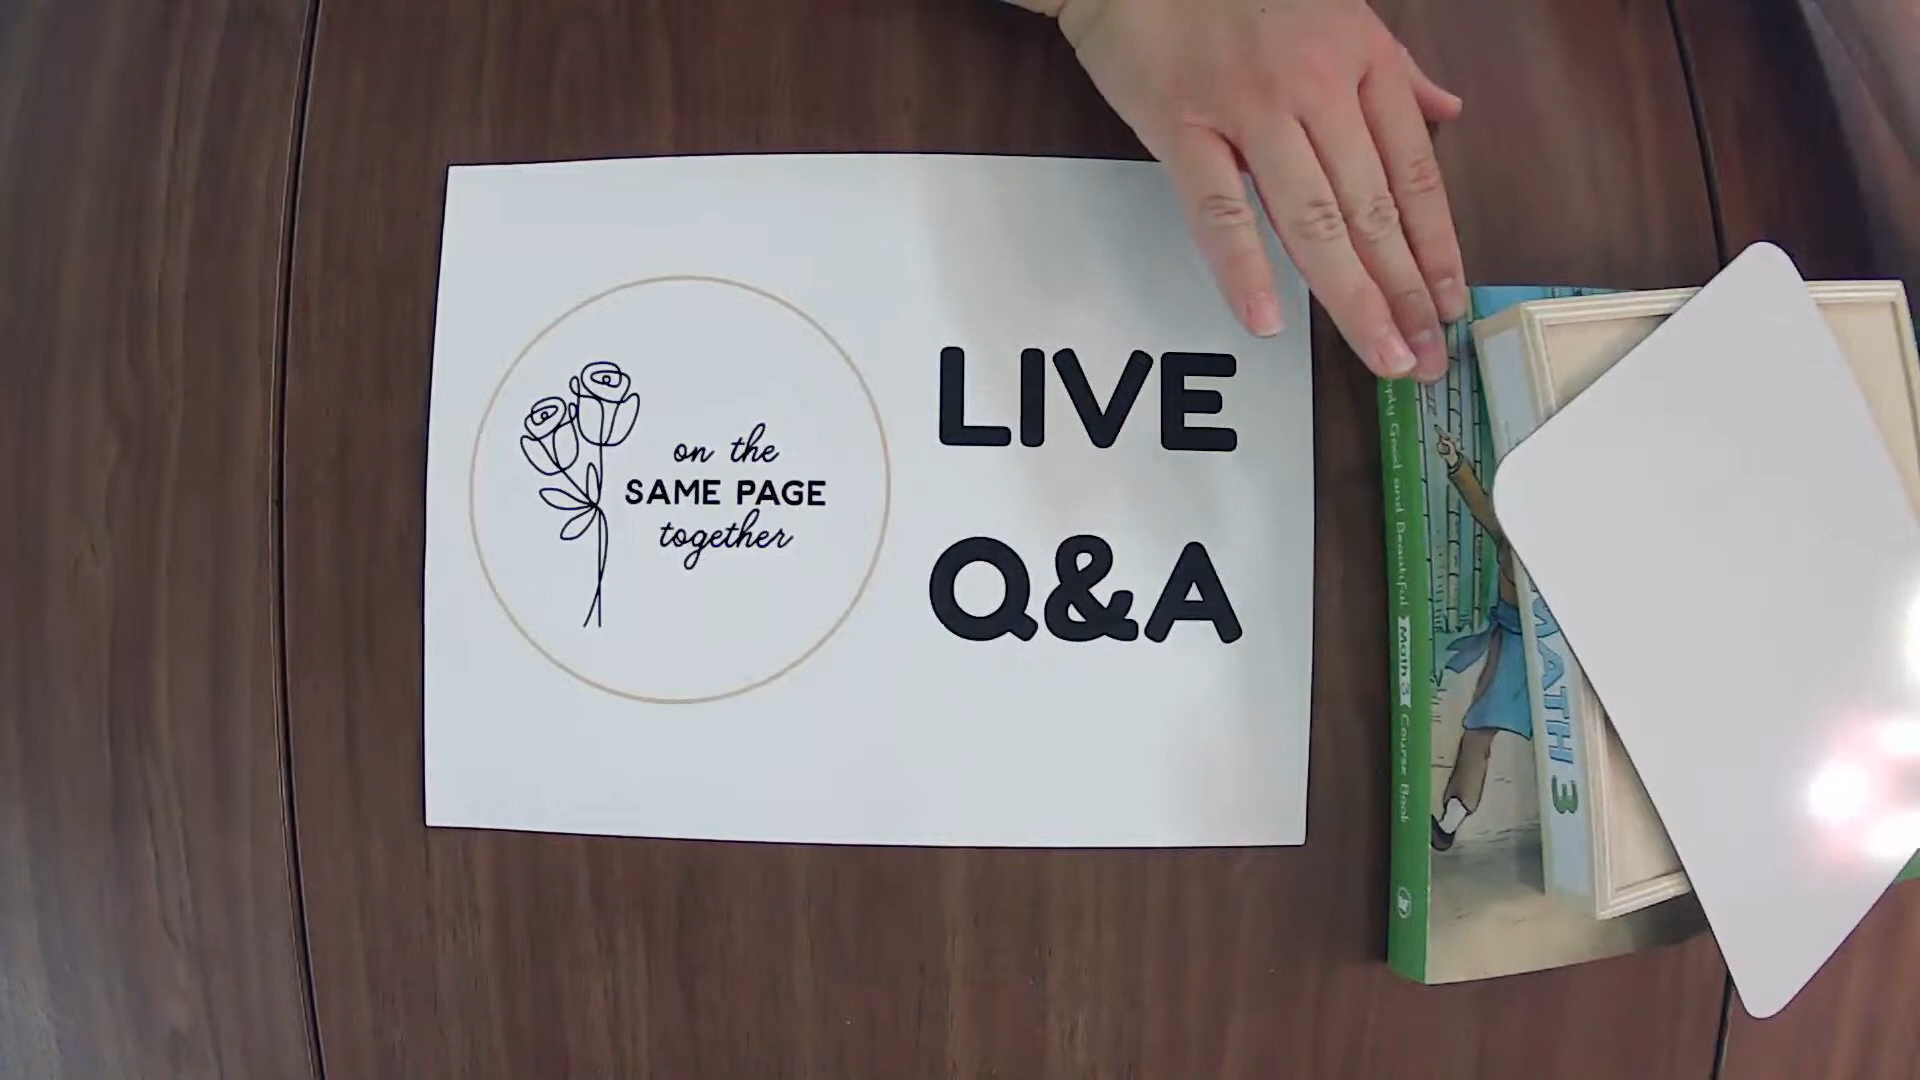 on the
SAME PAGE
together
LIVE
Q&A
Good and Beautiful Math 3 Course Book
MATH 3